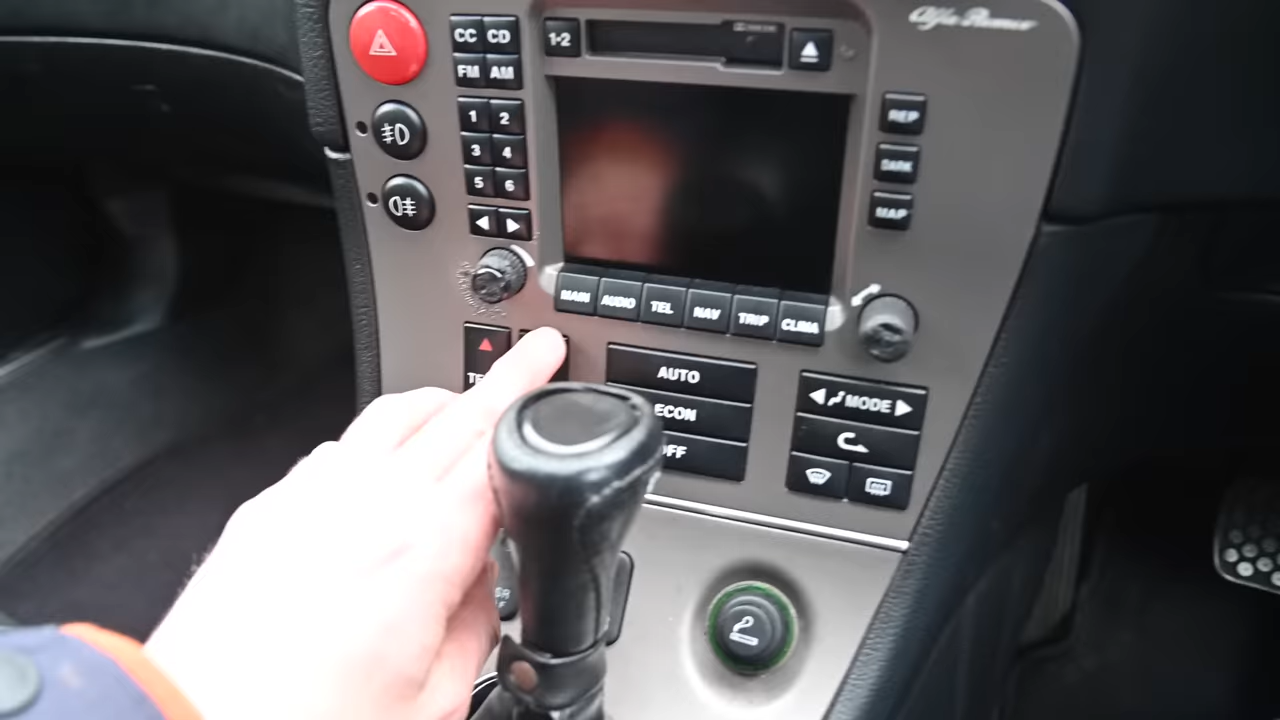 Alfa Romeo
CC CD
1-2
FM AM
1 2
3 4
5 6
REP
DARK
MAP
MAIN AUDIO TEL NAV TRIP CLIMA
AUTO
ECON
MODE